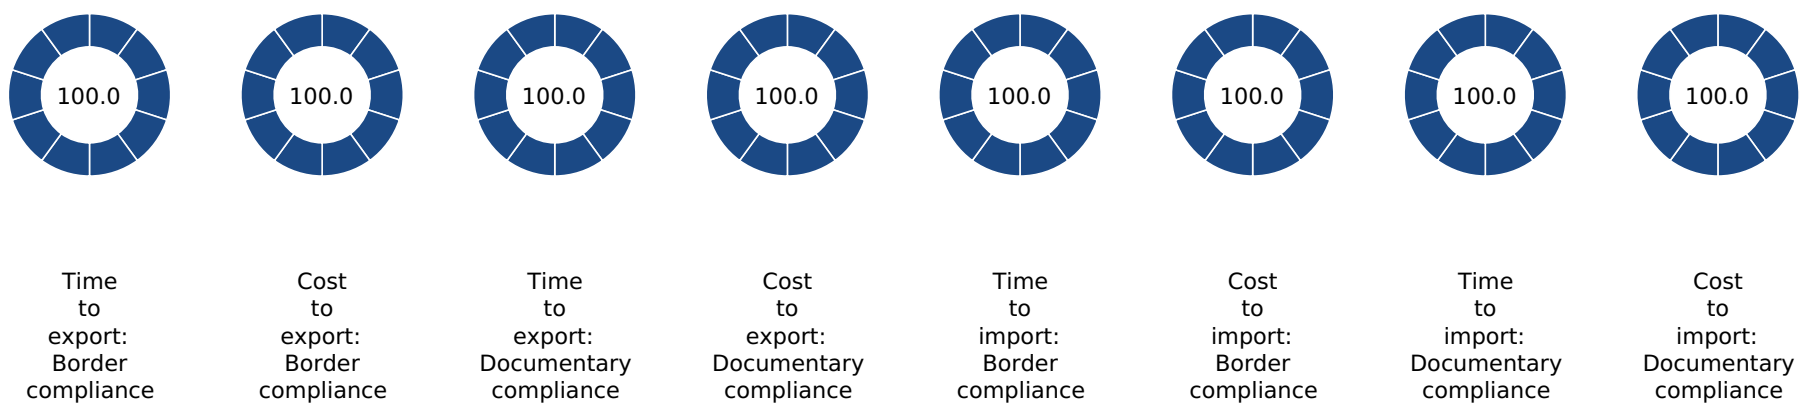 100.0 100.0 100.0 100.0 100.0 100.0 100.0 100.0
Time
to
export:
Border
compliance
Cost
to
export:
Border
compliance
Time
to
export:
Documentary
compliance
Cost
to
export:
Documentary
compliance
Time
to
import:
Border
compliance
Cost
to
import:
Border
compliance
Time
to
import:
Documentary
compliance
Cost
to
import:
Documentary
compliance